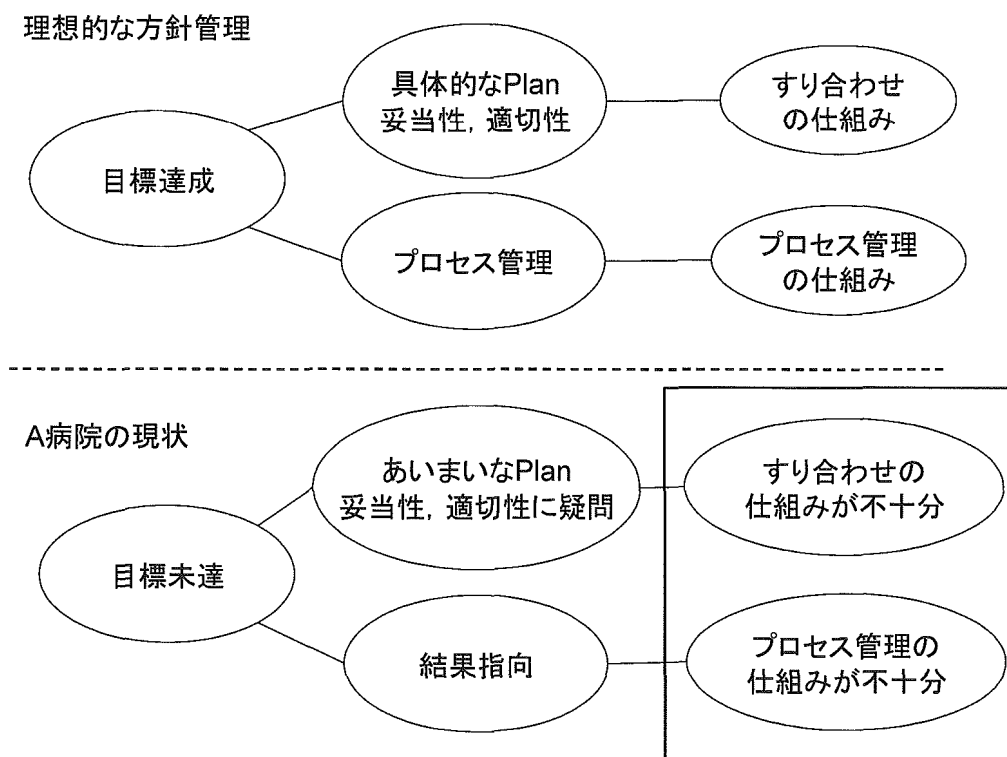 理想的な方針管理
具体的なPlan
妥当性，適切性
すり合わせ
の仕組み
目標達成
プロセス管理
プロセス管理
の仕組み
A病院の現状
あいまいなPlan
妥当性，適切性に疑問
すり合わせの
仕組みが不十分
目標未達
結果指向
プロセス管理の
仕組みが不十分